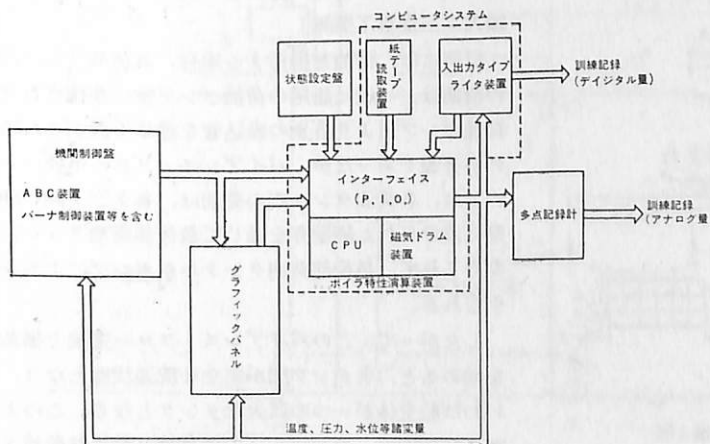 コンピュータシステム
状態設定盤
紙テープ
読取装置
入出力タイプ
ライタ装置
訓練記録
(デイジタル量)
機関制御盤
ABC装置
バーナ制御装置等を含む
インターフェイス
(P.I.O.)
CPU
磁気ドラム
装置
ボイラ特性演算装置
多点記録計
訓練記録
(アナログ量)
グラフィックパネル
温度、圧力、水位等諸変量